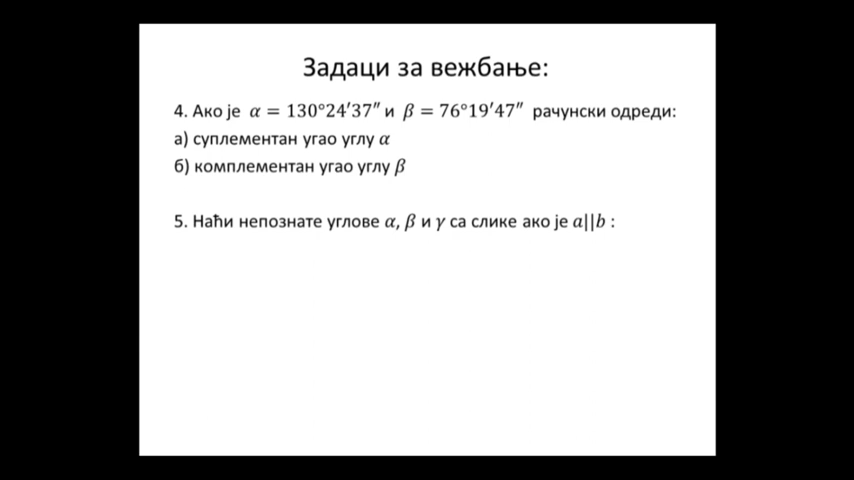 Задаци за вежбање:
4. Ако је α = 130°24′37″ и β = 76°19′47″ рачунски одреди:
а) суплементан угао углу α
б) комплементан угао углу β
5. Наћи непознате углове α, β и γ са слике ако је a||b :